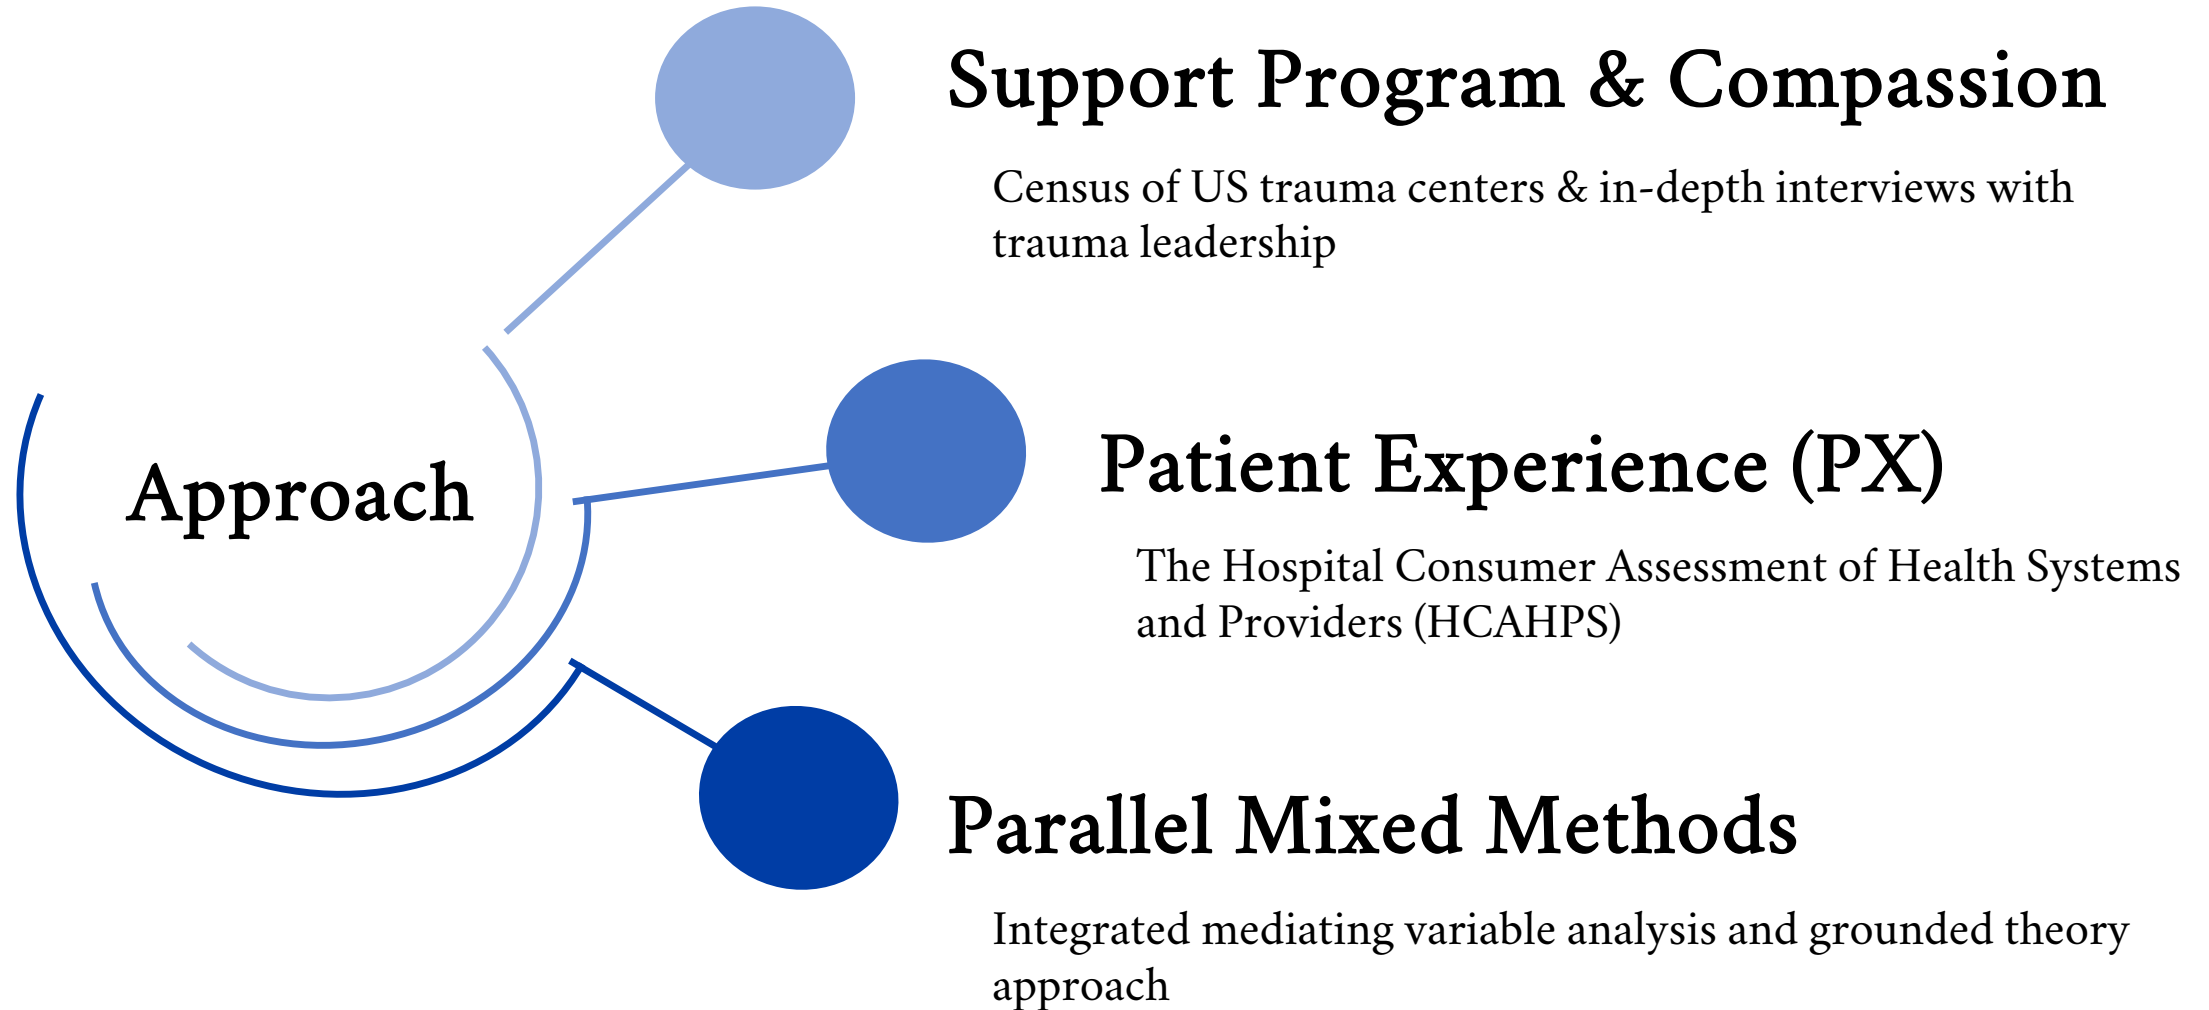 Support Program & Compassion
Census of US trauma centers & in-depth interviews with
trauma leadership
Approach
Patient Experience (PX)
The Hospital Consumer Assessment of Health Systems
and Providers (HCAHPS)
Parallel Mixed Methods
Integrated mediating variable analysis and grounded theory
approach